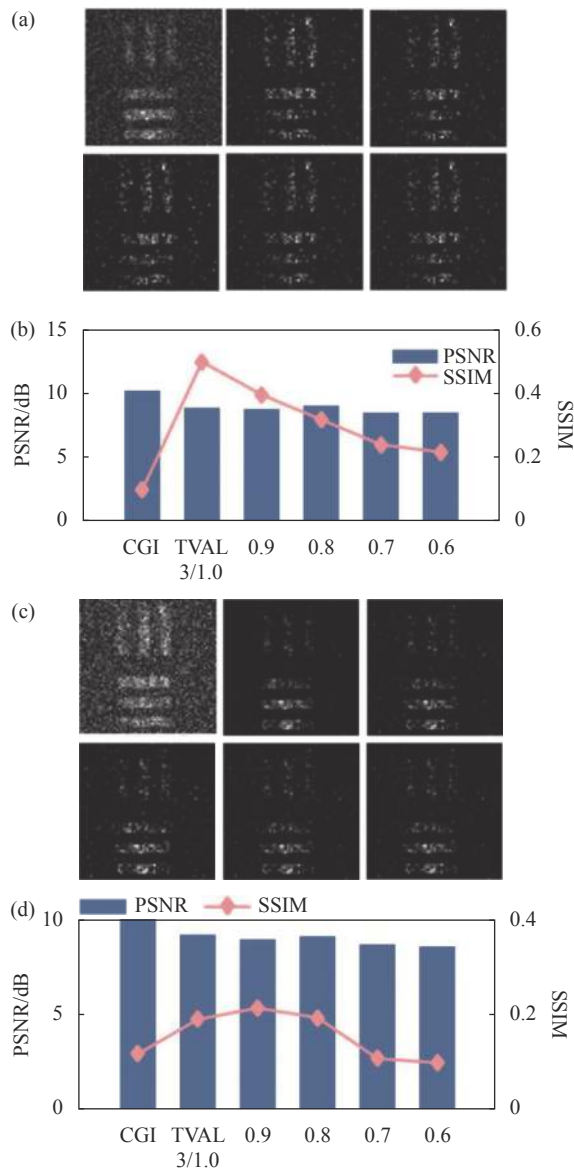 (a)
(b)
15
10
5
0
PSNR/dB
PSNR
SSIM
0.6
0.4
0.2
0
SSIM
CGI TVAL 0.9 0.8 0.7 0.6
3/1.0
(c)
(d)
PSNR SSIM
10
5
0
PSNR/dB
0.4
0.2
0
SSIM
CGI TVAL 0.9 0.8 0.7 0.6
3/1.0